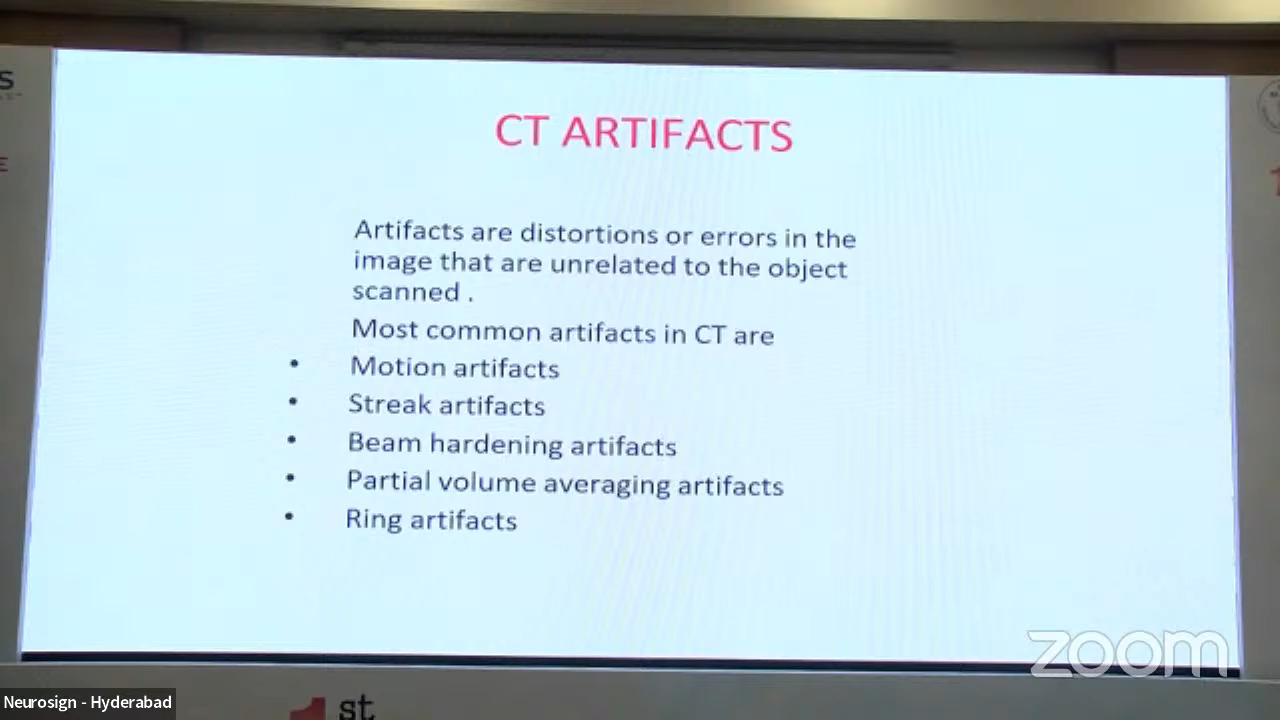 S
E
CT ARTIFACTS
Artifacts are distortions or errors in the
image that are unrelated to the object
scanned .
Most common artifacts in CT are
• Motion artifacts
• Streak artifacts
• Beam hardening artifacts
• Partial volume averaging artifacts
• Ring artifacts
zoom
Neurosign - Hyderabad
1st